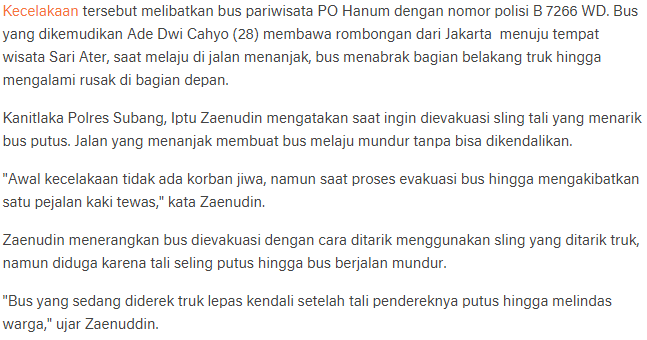 Kecelakaan tersebut melibatkan bus pariwisata PO Hanum dengan nomor polisi B 7266 WD. Bus
yang dikemudikan Ade Dwi Cahyo (28) membawa rombongan dari Jakarta menuju tempat
wisata Sari Ater, saat melaju di jalan menanjak, bus menabrak bagian belakang truk hingga
mengalami rusak di bagian depan.
Kanitlaka Polres Subang, Iptu Zaenudin mengatakan saat ingin dievakuasi sling tali yang menarik
bus putus. Jalan yang menanjak membuat bus melaju mundur tanpa bisa dikendalikan.
"Awal kecelakaan tidak ada korban jiwa, namun saat proses evakuasi bus hingga mengakibatkan
satu pejalan kaki tewas," kata Zaenudin.
Zaenudin menerangkan bus dievakuasi dengan cara ditarik menggunakan sling yang ditarik truk,
namun diduga karena tali seling putus hingga bus berjalan mundur.
"Bus yang sedang diderek truk lepas kendali setelah tali pendereknya putus hingga melindas
warga," ujar Zaenuddin.